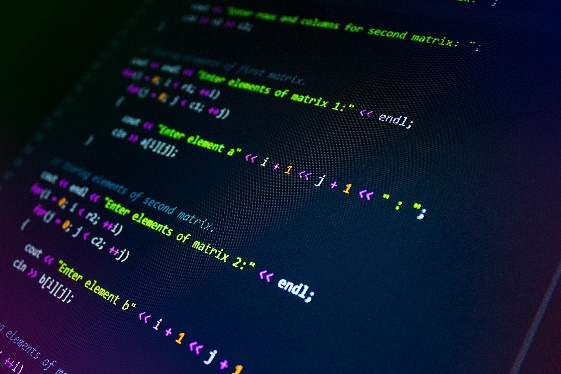 cout << "Enter rows and columns for second matrix: ";
cin >> r2 >> c2;
// Storing elements of first matrix.
cout << endl << "Enter elements of matrix 1:" << endl;
for(i = 0; i < r1; ++i)
for(j = 0; j < c1; ++j)
{
cout << "Enter element a" << i + 1 << j + 1 << " : ";
cin >> a[i][j];
}
// Storing elements of second matrix.
cout << endl << "Enter elements of matrix 2:" << endl;
for(i = 0; i < r2; ++i)
for(j = 0; j < c2; ++j)
{
cout << "Enter element b" << i + 1 << j + 1
cin >> b[i][j];
elements of
++i)